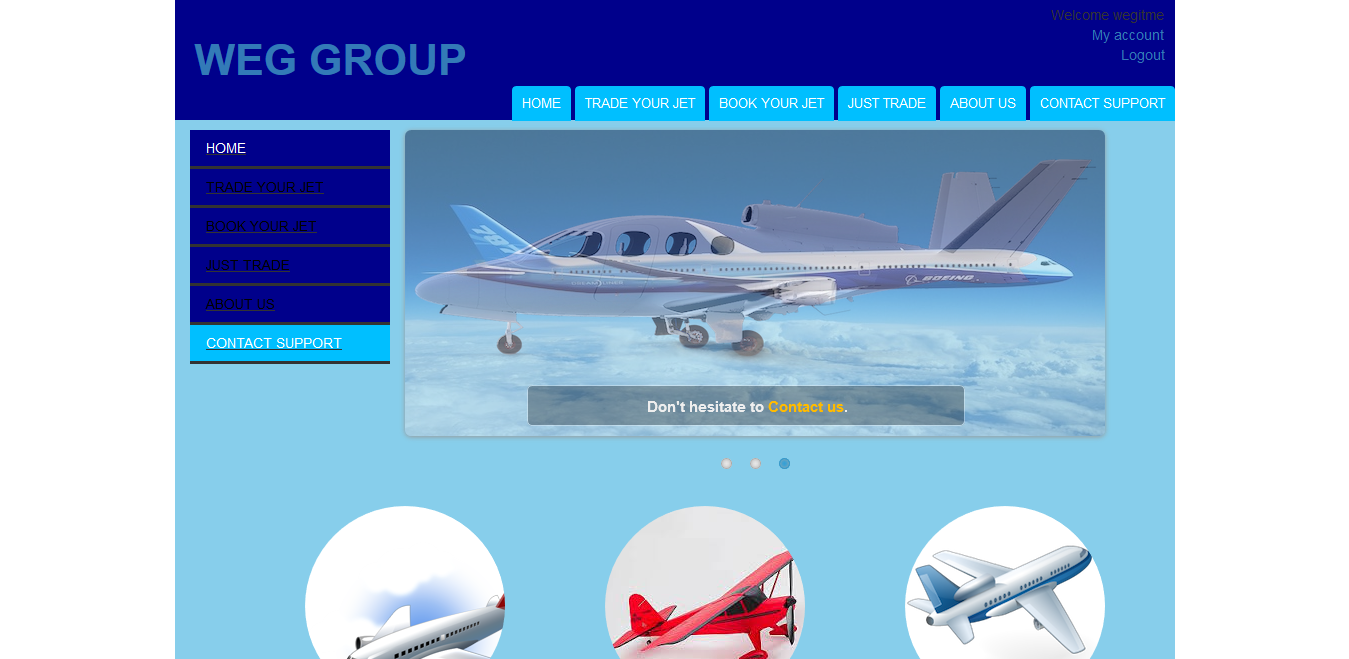 Welcome wegitme
My account
Logout
WEG GROUP
HOME TRADE YOUR JET BOOK YOUR JET JUST TRADE ABOUT US CONTACT SUPPORT
HOME
TRADE YOUR JET
BOOK YOUR JET
JUST TRADE
ABOUT US
CONTACT SUPPORT
BOEING
Don't hesitate to Contact us.